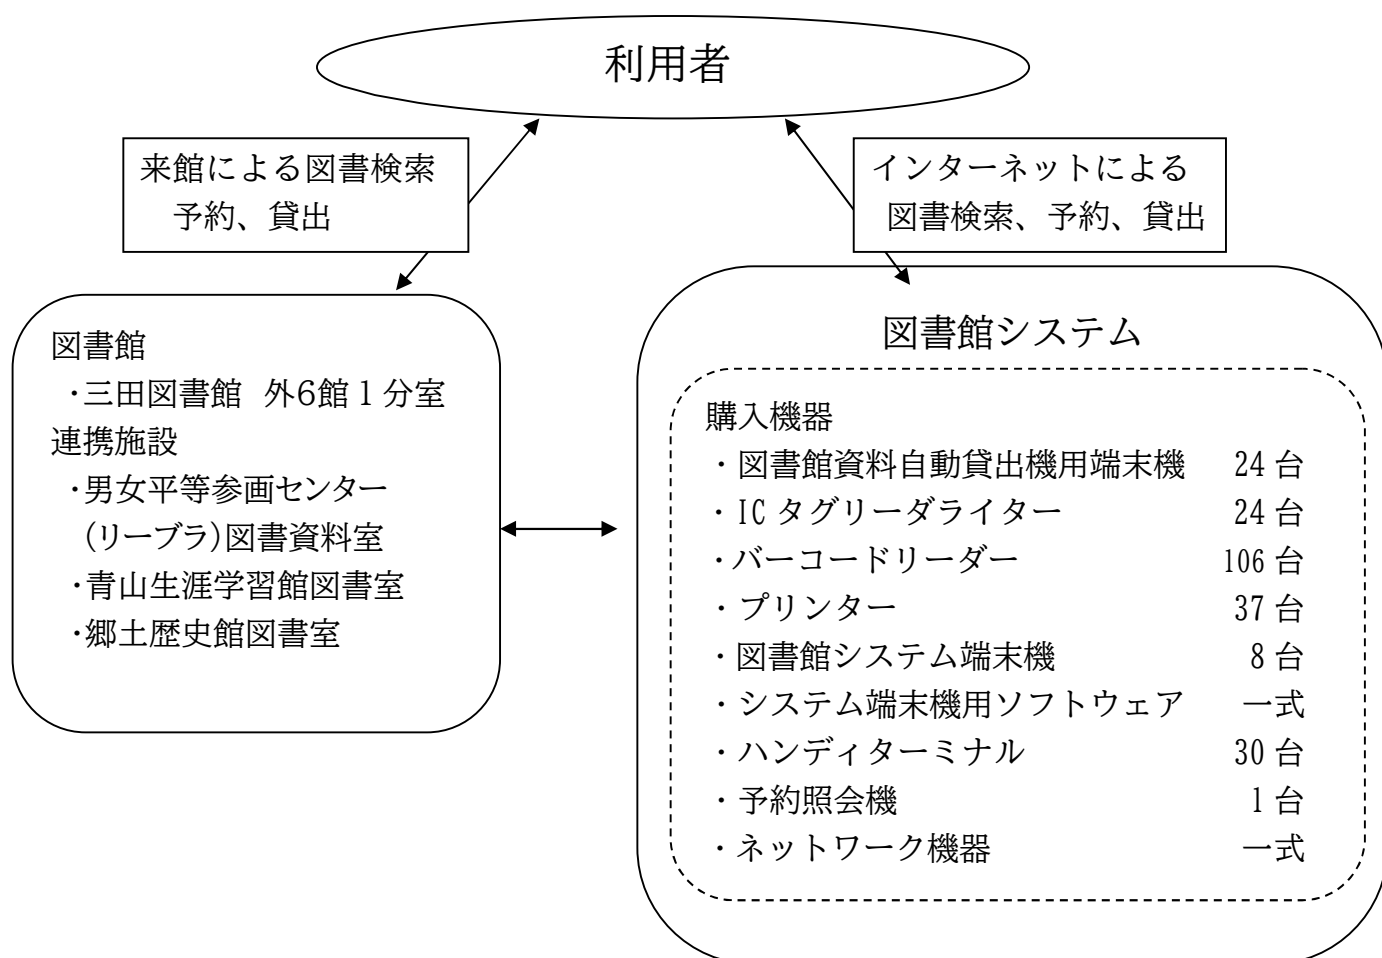 利用者
来館による図書検索
予約、貸出
インターネットによる
図書検索、予約、貸出
図書館
・三田図書館 外6館1分室
連携施設
・男女平等参画センター
(リーブラ)図書資料室
・青山生涯学習館図書室
・郷土歴史館図書室
図書館システム
購入機器
・図書館資料自動貸出機用端末機 24台
・ICタグリーダライター 24台
・バーコードリーダー 106台
・プリンター 37台
・図書館システム端末機 8台
・システム端末機用ソフトウェア 一式
・ハンディターミナル 30台
・予約照会機 1台
・ネットワーク機器 一式